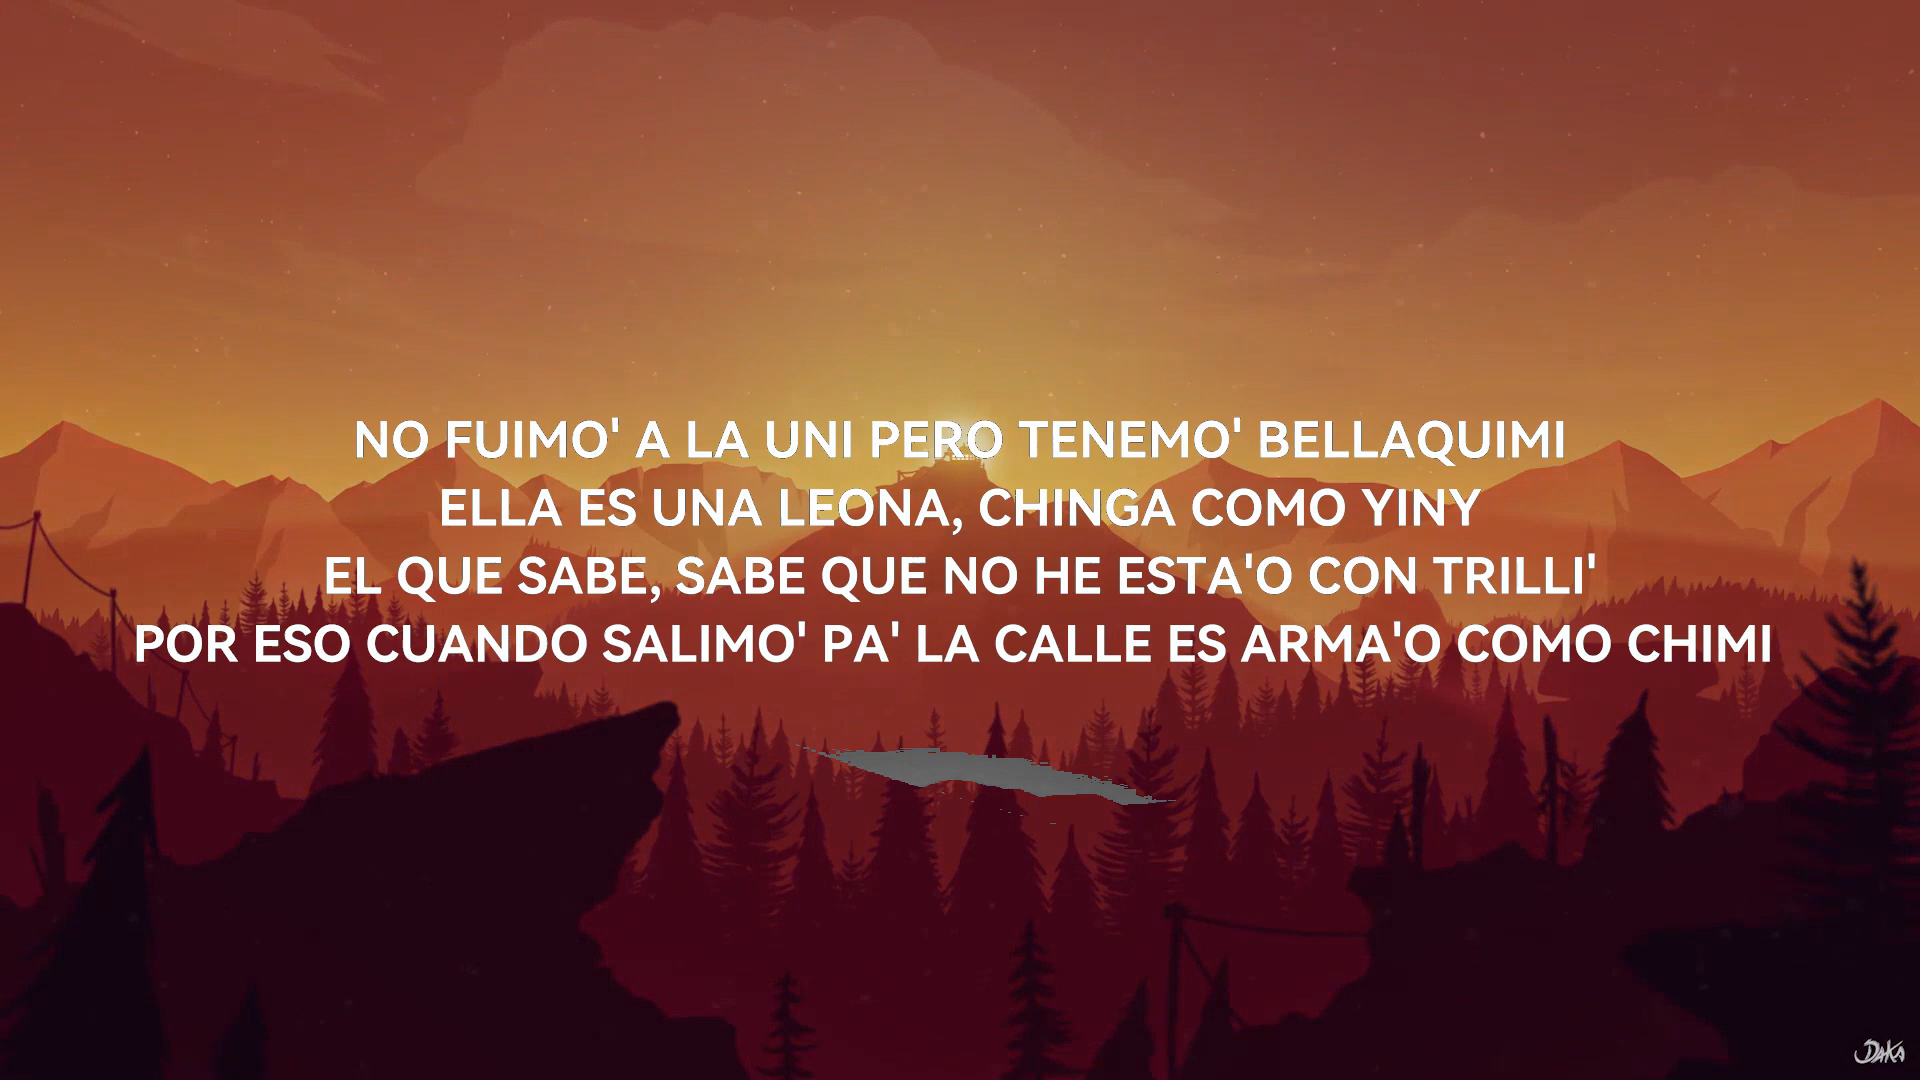 NO FUIMO' A LA UNI PERO TENEMO' BELLAQUIMI
ELLA ES UNA LEONA, CHINGA COMO YINY
EL QUE SABE, SABE QUE NO HE ESTA'O CON TRILLI'
POR ESO CUANDO SALIMO' PA' LA CALLE ES ARMA'O COMO CHIMI
DAKA